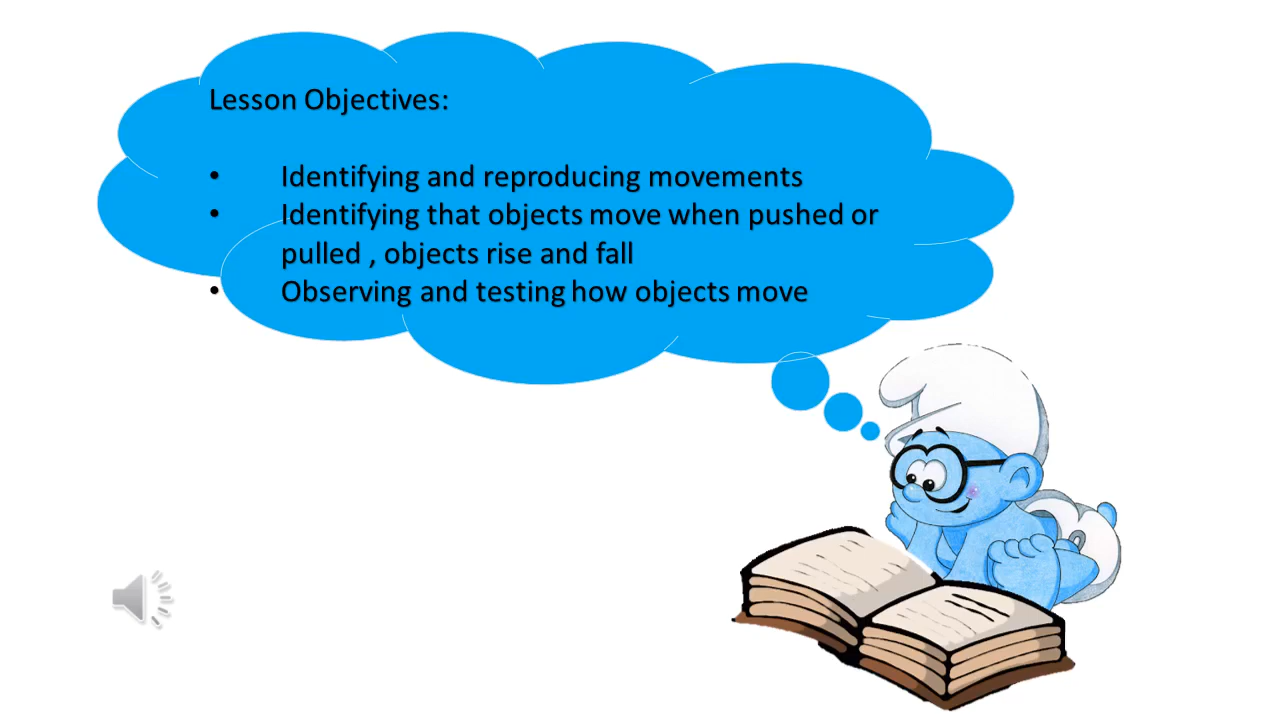 Lesson Objectives:
• Identifying and reproducing movements
• Identifying that objects move when pushed or
pulled , objects rise and fall
• Observing and testing how objects move